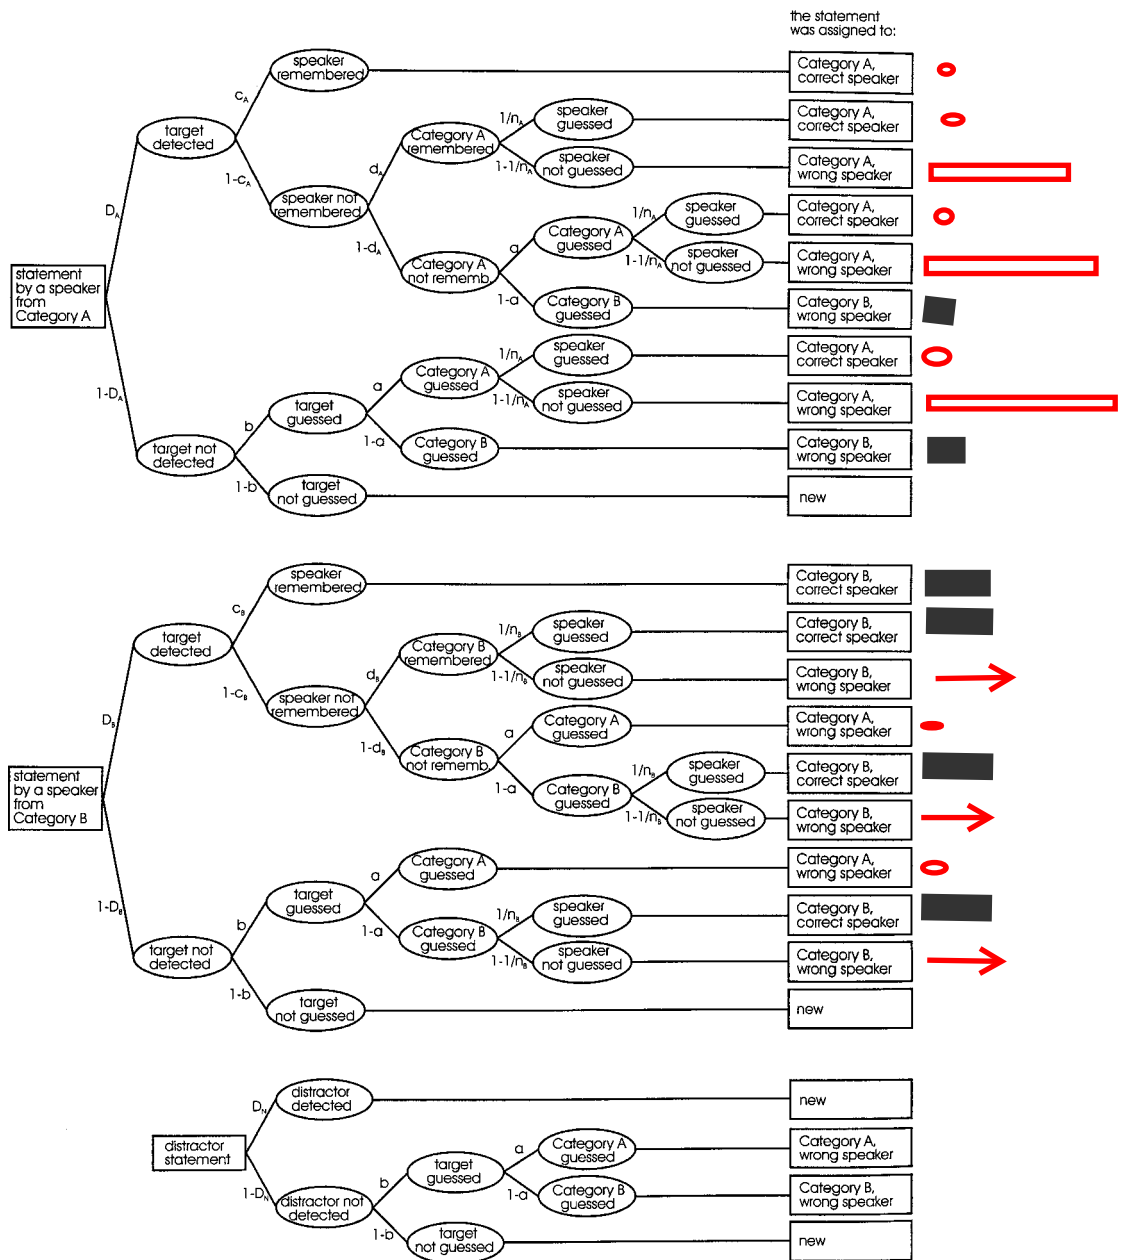 the statement
was assigned to:
speaker
remembered
Category A,
correct speaker
c_A
target
detected
1/n_A
speaker
guessed
Category A,
correct speaker
Category A
remembered
d_A
1-1/n_A
speaker
not guessed
Category A,
wrong speaker
1-c_A
speaker not
remembered
D_A
1/n_A
speaker
guessed
Category A,
correct speaker
a
Category A
guessed
1-d_A
1-1/n_A
speaker
not guessed
Category A,
wrong speaker
Category A
not rememb.
statement
by a speaker
from
Category A
1-a
Category B
guessed
Category B,
wrong speaker
1/n_A
speaker
guessed
Category A,
correct speaker
Category A
guessed
a
1-D_A
1-1/n_A
speaker
not guessed
Category A,
wrong speaker
target
guessed
b
1-a
Category B
guessed
Category B,
wrong speaker
target not
detected
1-b
target
not guessed
new
speaker
remembered
Category B,
correct speaker
c_B
target
detected
1/n_B
speaker
guessed
Category B,
correct speaker
Category B
remembered
d_B
1-1/n_B
speaker
not guessed
Category B,
wrong speaker
1-c_B
speaker not
remembered
D_B
a
Category A
guessed
Category A,
wrong speaker
1-d_B
Category B
not rememb.
1/n_B
speaker
guessed
Category B,
correct speaker
1-a
Category B
guessed
1-1/n_B
speaker
not guessed
Category B,
wrong speaker
statement
by a speaker
from
Category B
a
Category A
guessed
Category A,
wrong speaker
1-D_B
b
target
guessed
1/n_B
speaker
guessed
Category B,
correct speaker
1-a
Category B
guessed
1-1/n_B
speaker
not guessed
Category B,
wrong speaker
target not
detected
1-b
target
not guessed
new
distractor
detected
new
D_N
distractor
statement
a
Category A
guessed
Category A,
wrong speaker
b
target
guessed
1-D_N
1-a
Category B
guessed
Category B,
wrong speaker
distractor not
detected
1-b
target
not guessed
new